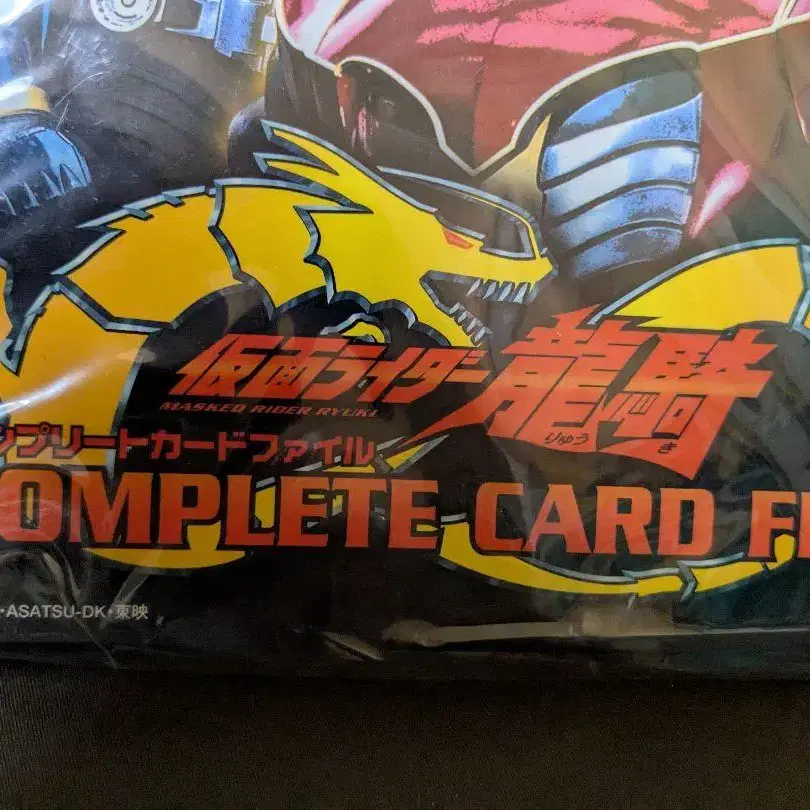 仮面ライダー龍騎
MASKED RIDER RYUKI
りゅう き
ンプリートカードファイル
OMPLETE CARD FI
・ASATSU-DK・東映